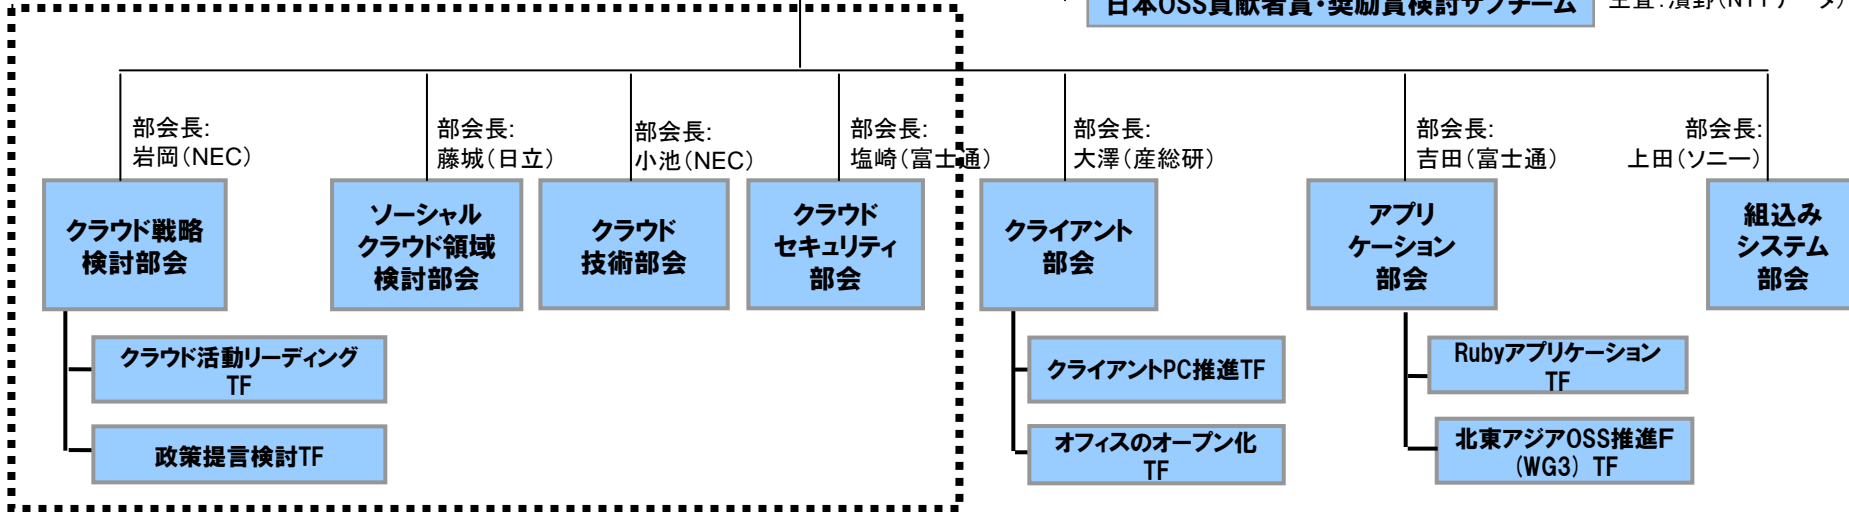 日本OSS貢献者賞・奨励賞検討サブチーム
主査:濱野(NTTデータ)
部会長:
岩岡(NEC)
部会長:
藤城(日立)
部会長:
小池(NEC)
部会長:
塩崎(富士通)
部会長:
大澤(産総研)
部会長:
吉田(富士通)
部会長:
上田(ソニー)
クラウド戦略
検討部会
ソーシャル
クラウド領域
検討部会
クラウド
技術部会
クラウド
セキュリティ
部会
クライアント
部会
アプリ
ケーション
部会
組込み
システム
部会
クラウド活動リーディング
TF
政策提言検討TF
クライアントPC推進TF
オフィスのオープン化
TF
Rubyアプリケーション
TF
北東アジアOSS推進F
(WG3) TF